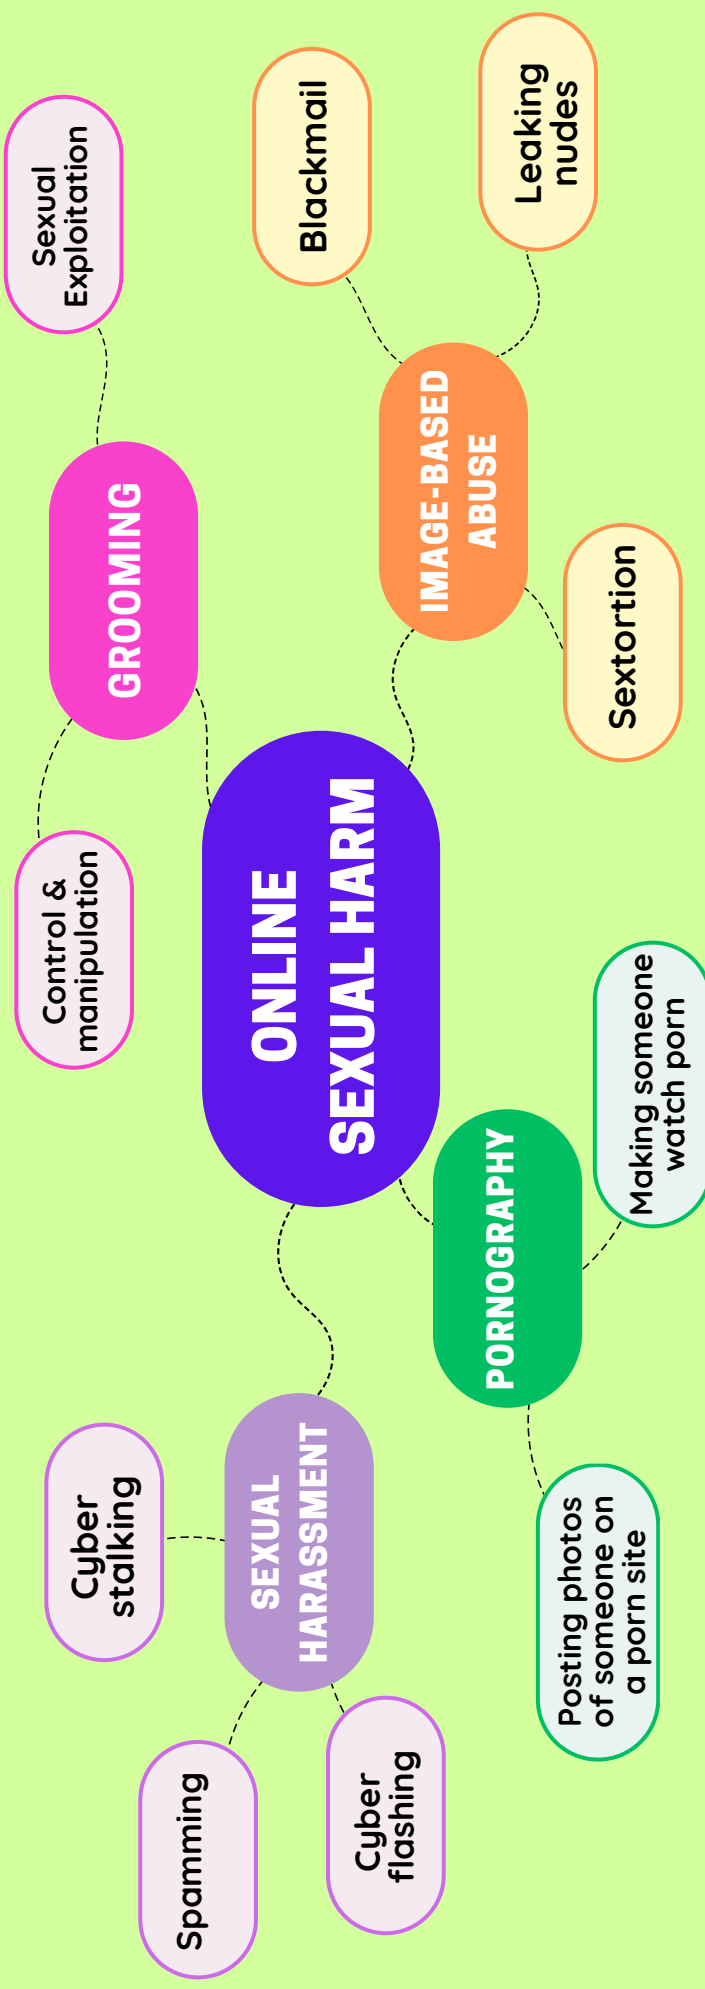 ONLINE
SEXUAL HARM
GROOMING
Control &
manipulation
Sexual
Exploitation
IMAGE-BASED
ABUSE
Blackmail
Leaking
nudes
Sextortion
PORNOGRAPHY
Making someone
watch porn
Posting photos
of someone on
a porn site
SEXUAL
HARASSMENT
Cyber
stalking
Spamming
Cyber
flashing